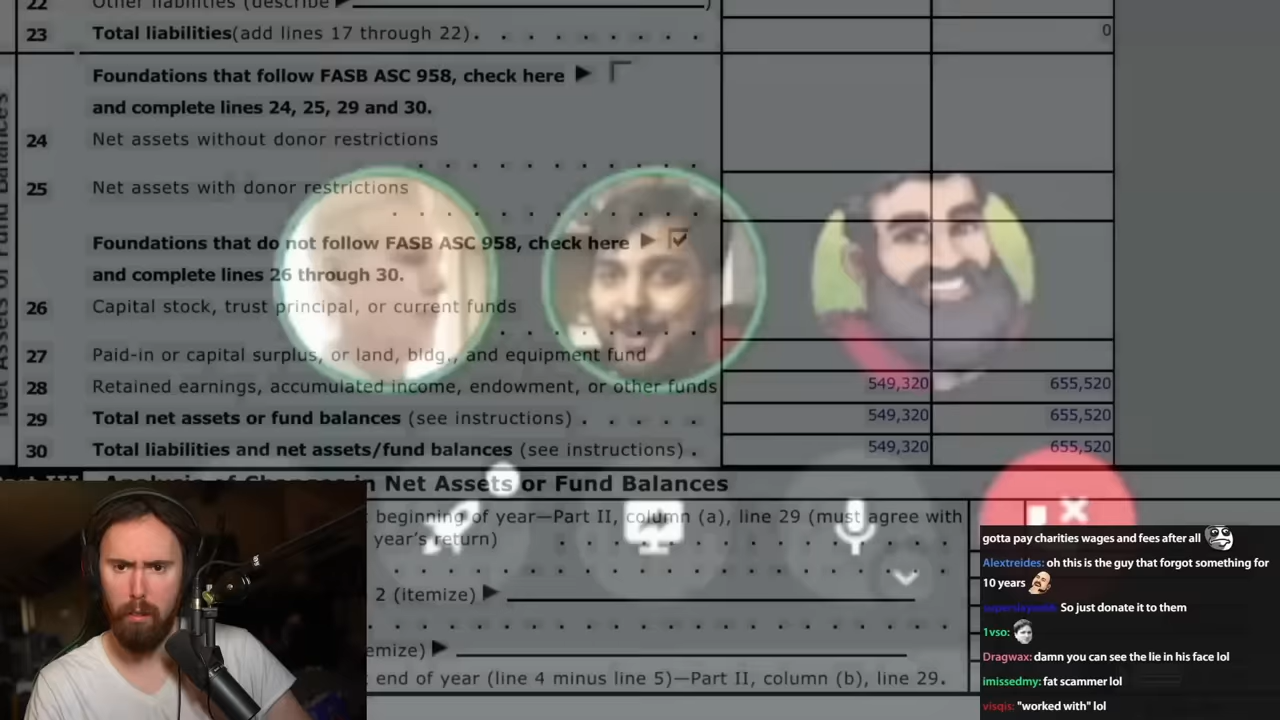 22 Other liabilities (describe ▶ )
23 Total liabilities(add lines 17 through 22). . . . . . . . . 0
Foundations that follow FASB ASC 958, check here ▶
and complete lines 24, 25, 29 and 30.
24 Net assets without donor restrictions
25 Net assets with donor restrictions
Foundations that do not follow FASB ASC 958, check here ▶
and complete lines 26 through 30.
26 Capital stock, trust principal, or current funds
27 Paid-in or capital surplus, or land, bldg., and equipment fund
28 Retained earnings, accumulated income, endowment, or other funds 549,320 655,520
29 Total net assets or fund balances (see instructions) . . . . . 549,320 655,520
30 Total liabilities and net assets/fund balances (see instructions) . 549,320 655,520
Net Assets or Fund Balances
Analysis of Changes in Net Assets or Fund Balances
beginning of year—Part II, column (a), line 29 (must agree with
year's return)
2 (itemize) ▶
emize) ▶
end of year (line 4 minus line 5)—Part II, column (b), line 29.
gotta pay charities wages and fees after all
Alextreides: oh this is the guy that forgot something for
10 years
So just donate it to them
1vso:
Dragwax: damn you can see the lie in his face lol
imissedmy: fat scammer lol
visqis: "worked with" lol